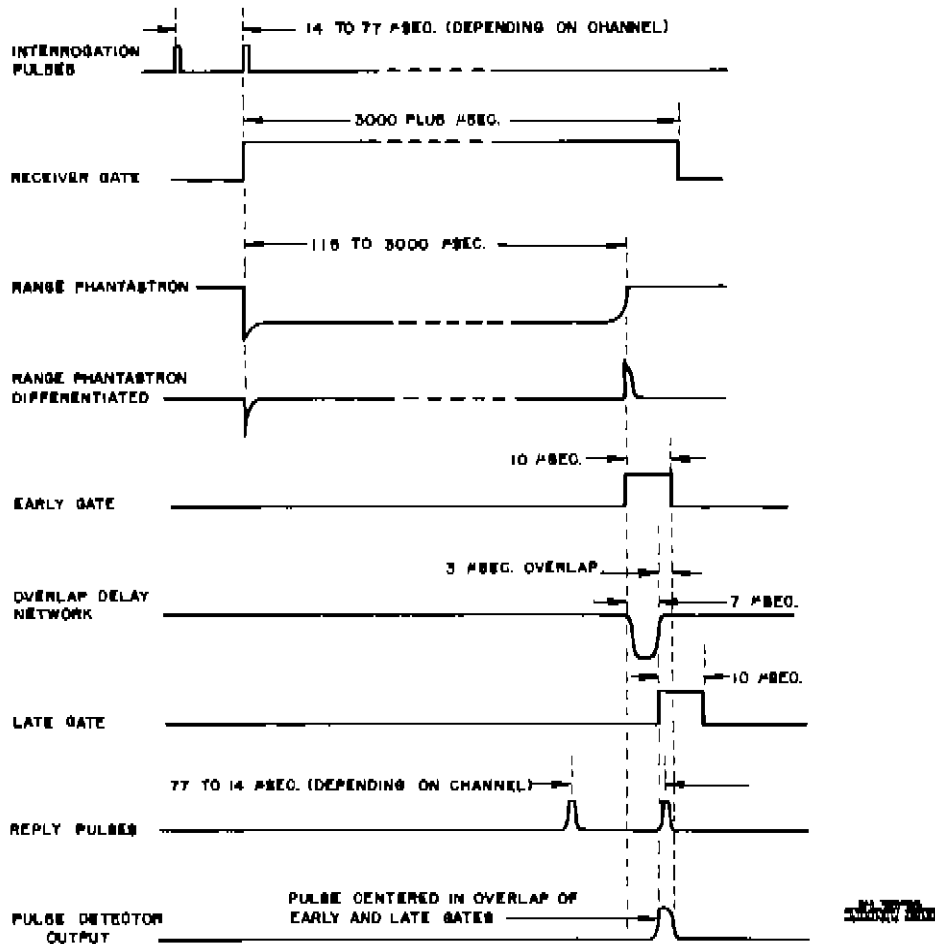 14 TO 77 µSEC. (DEPENDING ON CHANNEL)
INTERROGATION
PULSES
3000 PLUS µSEC.
RECEIVER GATE
115 TO 3000 µSEC.
RANGE PHANTASTRON
RANGE PHANTASTRON
DIFFERENTIATED
10 µSEC.
EARLY GATE
3 µSEC. OVERLAP
OVERLAP DELAY
NETWORK
7 µSEC.
10 µSEC.
LATE GATE
77 TO 14 µSEC. (DEPENDING ON CHANNEL)
REPLY PULSES
PULSE CENTERED IN OVERLAP OF
EARLY AND LATE GATES
PULSE DETECTOR
OUTPUT